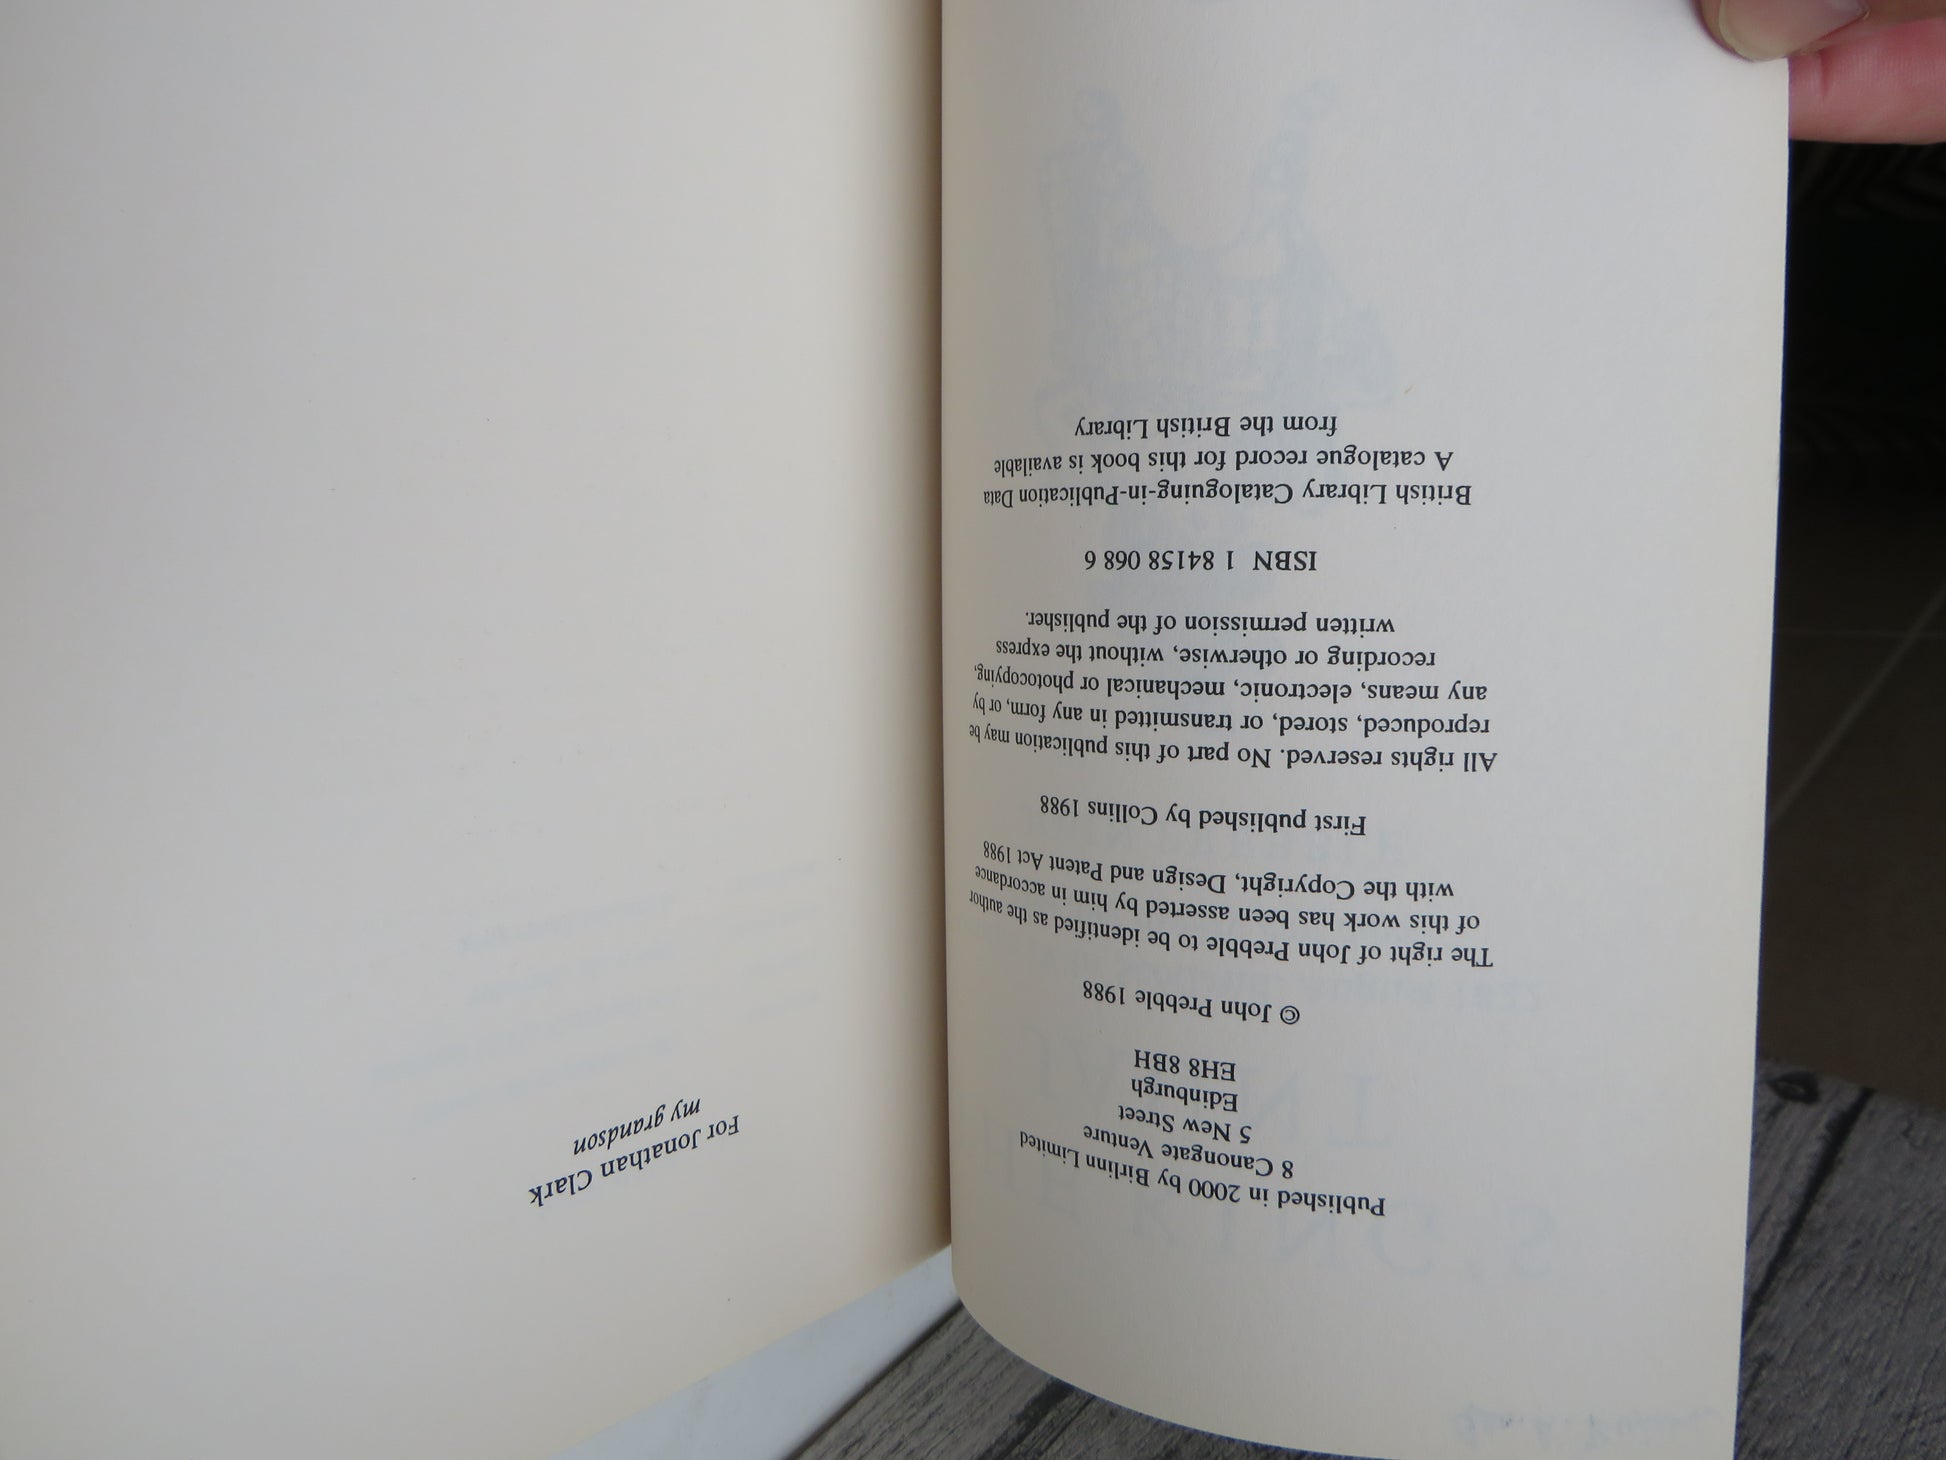 Published in 2000 by Birlinn Limited
8 Canongate Venture
5 New Street
Edinburgh
EH8 8BH
© John Prebble 1988
The right of John Prebble to be identified as the author
of this work has been asserted by him in accordance
with the Copyright, Design and Patent Act 1988
First published by Collins 1988
All rights reserved. No part of this publication may be
reproduced, stored, or transmitted in any form, or by
any means, electronic, mechanical or photocopying,
recording or otherwise, without the express
written permission of the publisher.
ISBN 1 84158 068 6
British Library Cataloguing-in-Publication Data
A catalogue record for this book is available
from the British Library
For Jonathan Clark
my grandson